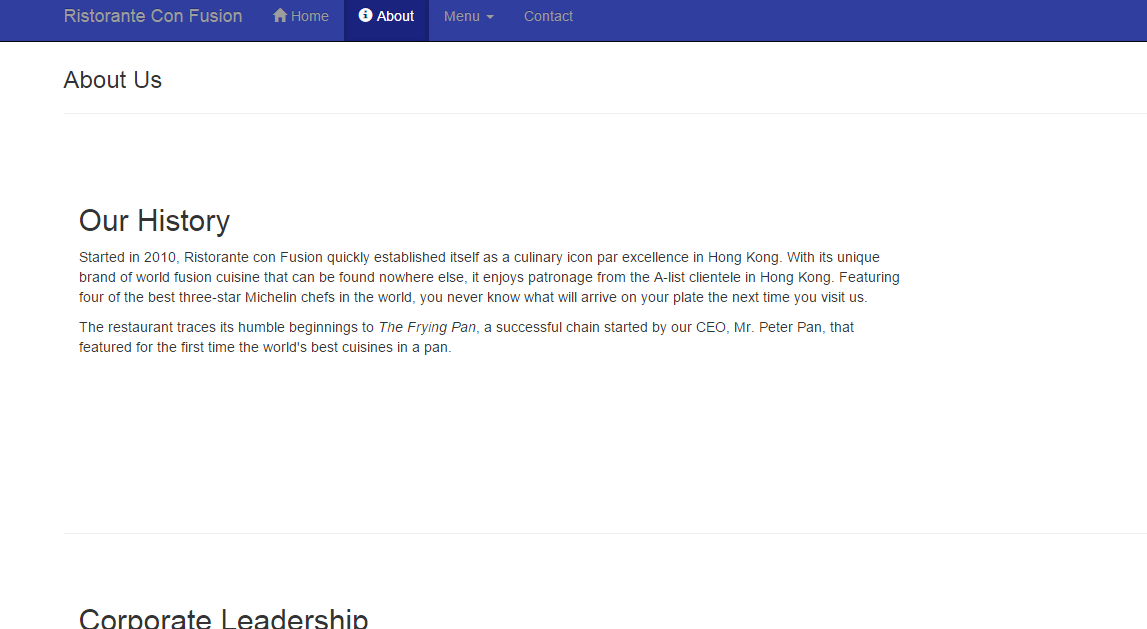 Ristorante Con Fusion Home About Menu Contact
About Us
Our History
Started in 2010, Ristorante con Fusion quickly established itself as a culinary icon par excellence in Hong Kong. With its unique
brand of world fusion cuisine that can be found nowhere else, it enjoys patronage from the A-list clientele in Hong Kong. Featuring
four of the best three-star Michelin chefs in the world, you never know what will arrive on your plate the next time you visit us.
The restaurant traces its humble beginnings to The Frying Pan, a successful chain started by our CEO, Mr. Peter Pan, that
featured for the first time the world's best cuisines in a pan.
Corporate Leadership